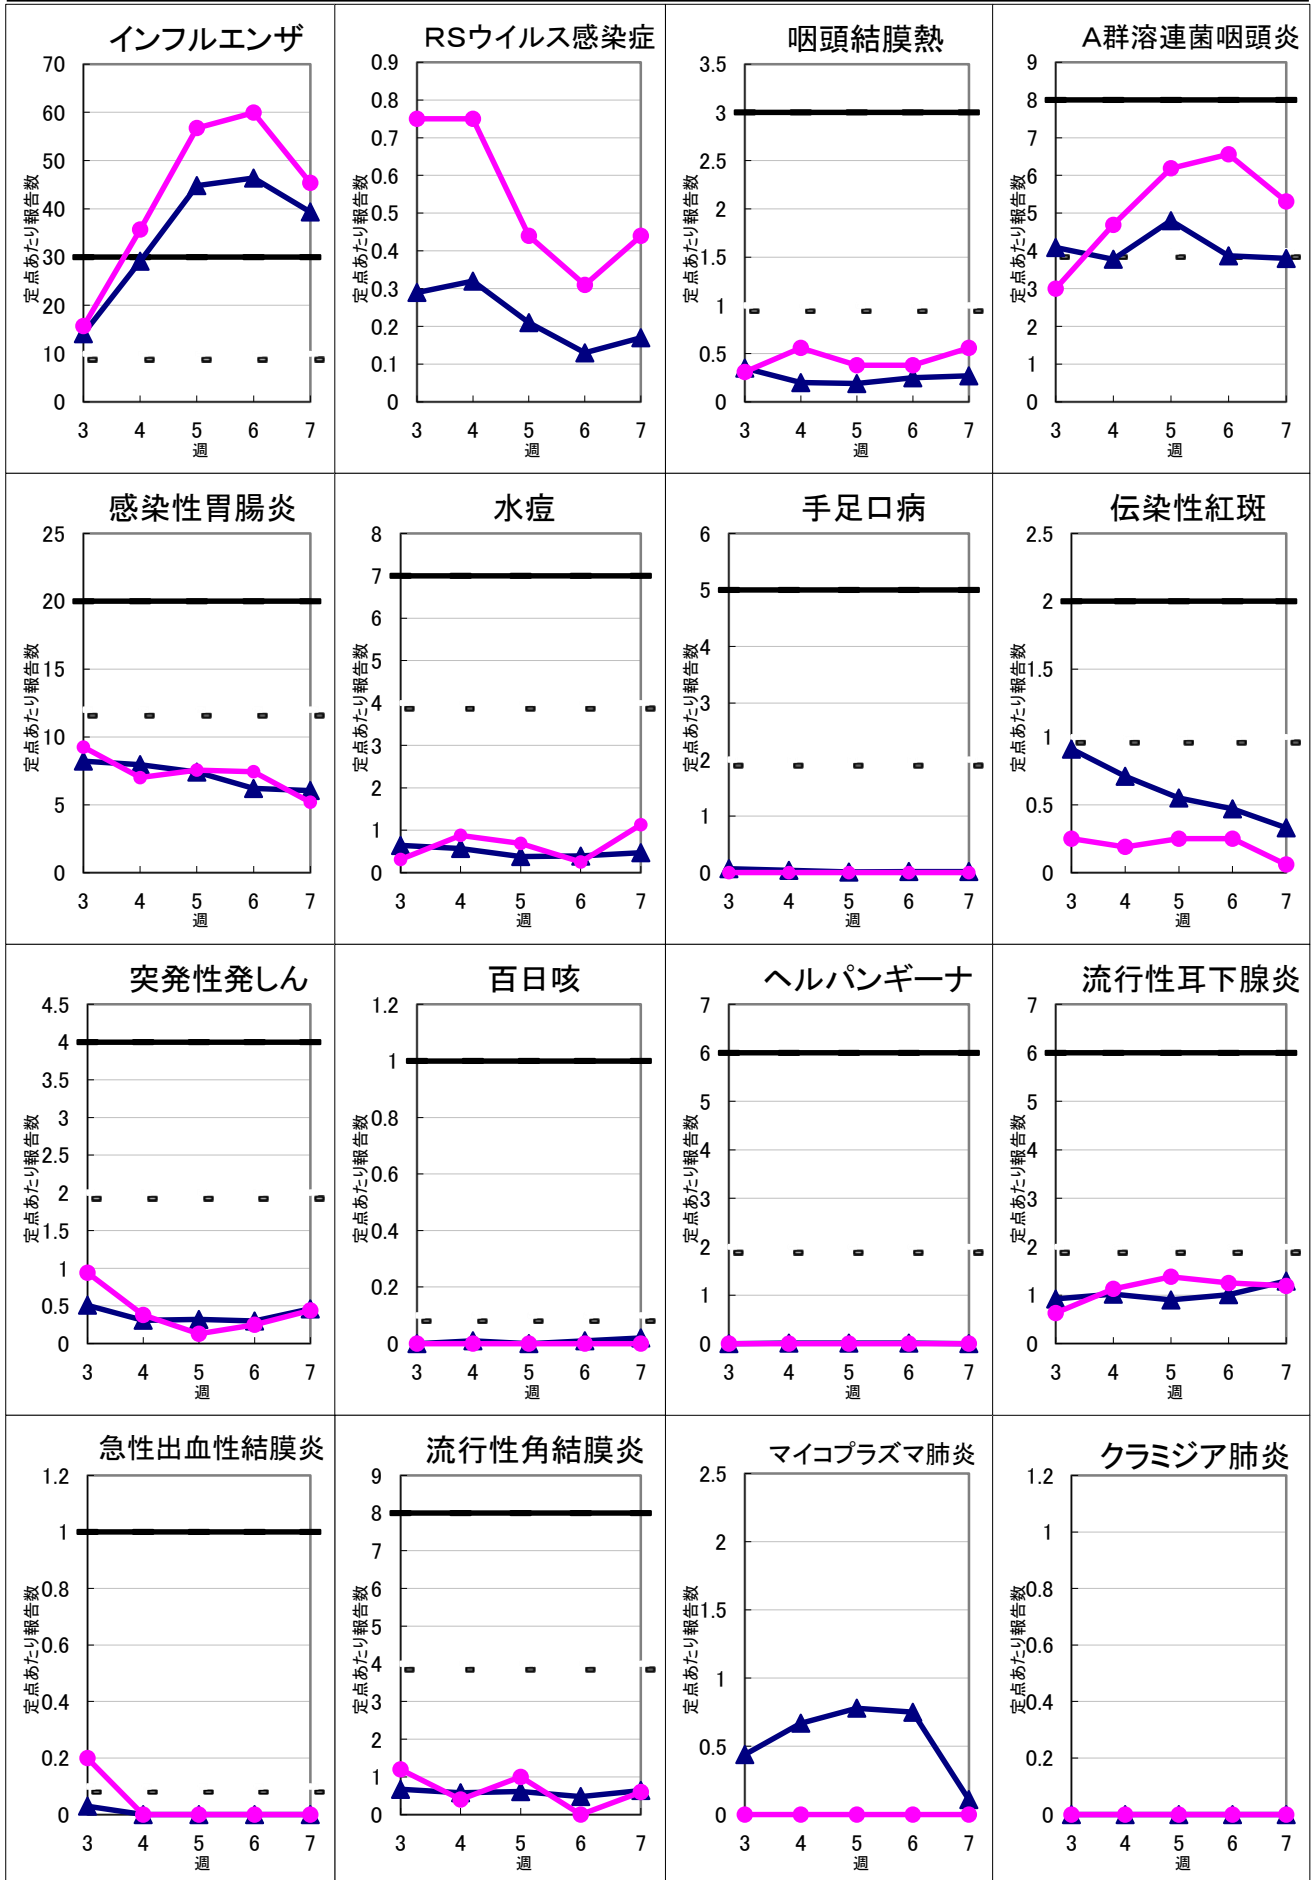 インフルエンザ
70
60
50
40
30
20
10
0
定点あたり報告数
3 4 5 6 7
週
RSウイルス感染症
0.9
0.8
0.7
0.6
0.5
0.4
0.3
0.2
0.1
0
定点あたり報告数
3 4 5 6 7
週
咽頭結膜熱
3.5
3
2.5
2
1.5
1
0.5
0
定点あたり報告数
3 4 5 6 7
週
A群溶連菌咽頭炎
9
8
7
6
5
4
3
2
1
0
定点あたり報告数
3 4 5 6 7
週
感染性胃腸炎
25
20
15
10
5
0
定点あたり報告数
3 4 5 6 7
週
水痘
8
7
6
5
4
3
2
1
0
定点あたり報告数
3 4 5 6 7
週
手足口病
6
5
4
3
2
1
0
定点あたり報告数
3 4 5 6 7
週
伝染性紅斑
2.5
2
1.5
1
0.5
0
定点あたり報告数
3 4 5 6 7
週
突発性発しん
4.5
4
3.5
3
2.5
2
1.5
1
0.5
0
定点あたり報告数
3 4 5 6 7
週
百日咳
1.2
1
0.8
0.6
0.4
0.2
0
定点あたり報告数
3 4 5 6 7
週
ヘルパンギーナ
7
6
5
4
3
2
1
0
定点あたり報告数
3 4 5 6 7
週
流行性耳下腺炎
7
6
5
4
3
2
1
0
定点あたり報告数
3 4 5 6 7
週
急性出血性結膜炎
1.2
1
0.8
0.6
0.4
0.2
0
定点あたり報告数
3 4 5 6 7
週
流行性角結膜炎
9
8
7
6
5
4
3
2
1
0
定点あたり報告数
3 4 5 6 7
週
マイコプラズマ肺炎
2.5
2
1.5
1
0.5
0
定点あたり報告数
3 4 5 6 7
週
クラミジア肺炎
1.2
1
0.8
0.6
0.4
0.2
0
定点あたり報告数
3 4 5 6 7
週